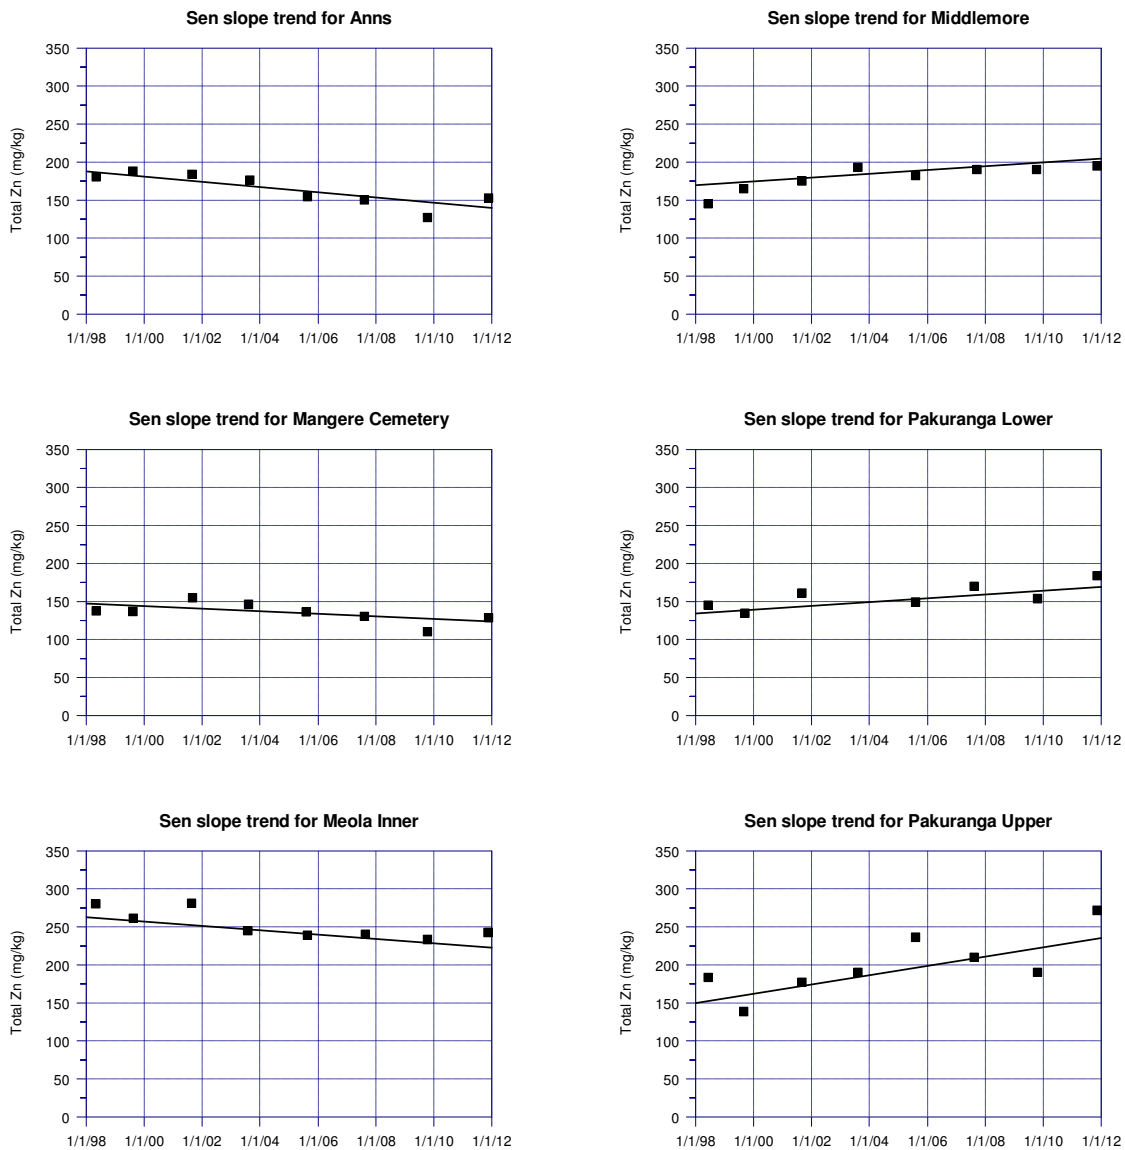 Sen slope trend for Anns
Total Zn (mg/kg)
350
300
250
200
150
100
50
0
1/1/98 1/1/00 1/1/02 1/1/04 1/1/06 1/1/08 1/1/10 1/1/12
Sen slope trend for Middlemore
Total Zn (mg/kg)
350
300
250
200
150
100
50
0
1/1/98 1/1/00 1/1/02 1/1/04 1/1/06 1/1/08 1/1/10 1/1/12
Sen slope trend for Mangere Cemetery
Total Zn (mg/kg)
350
300
250
200
150
100
50
0
1/1/98 1/1/00 1/1/02 1/1/04 1/1/06 1/1/08 1/1/10 1/1/12
Sen slope trend for Pakuranga Lower
Total Zn (mg/kg)
350
300
250
200
150
100
50
0
1/1/98 1/1/00 1/1/02 1/1/04 1/1/06 1/1/08 1/1/10 1/1/12
Sen slope trend for Meola Inner
Total Zn (mg/kg)
350
300
250
200
150
100
50
0
1/1/98 1/1/00 1/1/02 1/1/04 1/1/06 1/1/08 1/1/10 1/1/12
Sen slope trend for Pakuranga Upper
Total Zn (mg/kg)
350
300
250
200
150
100
50
0
1/1/98 1/1/00 1/1/02 1/1/04 1/1/06 1/1/08 1/1/10 1/1/12